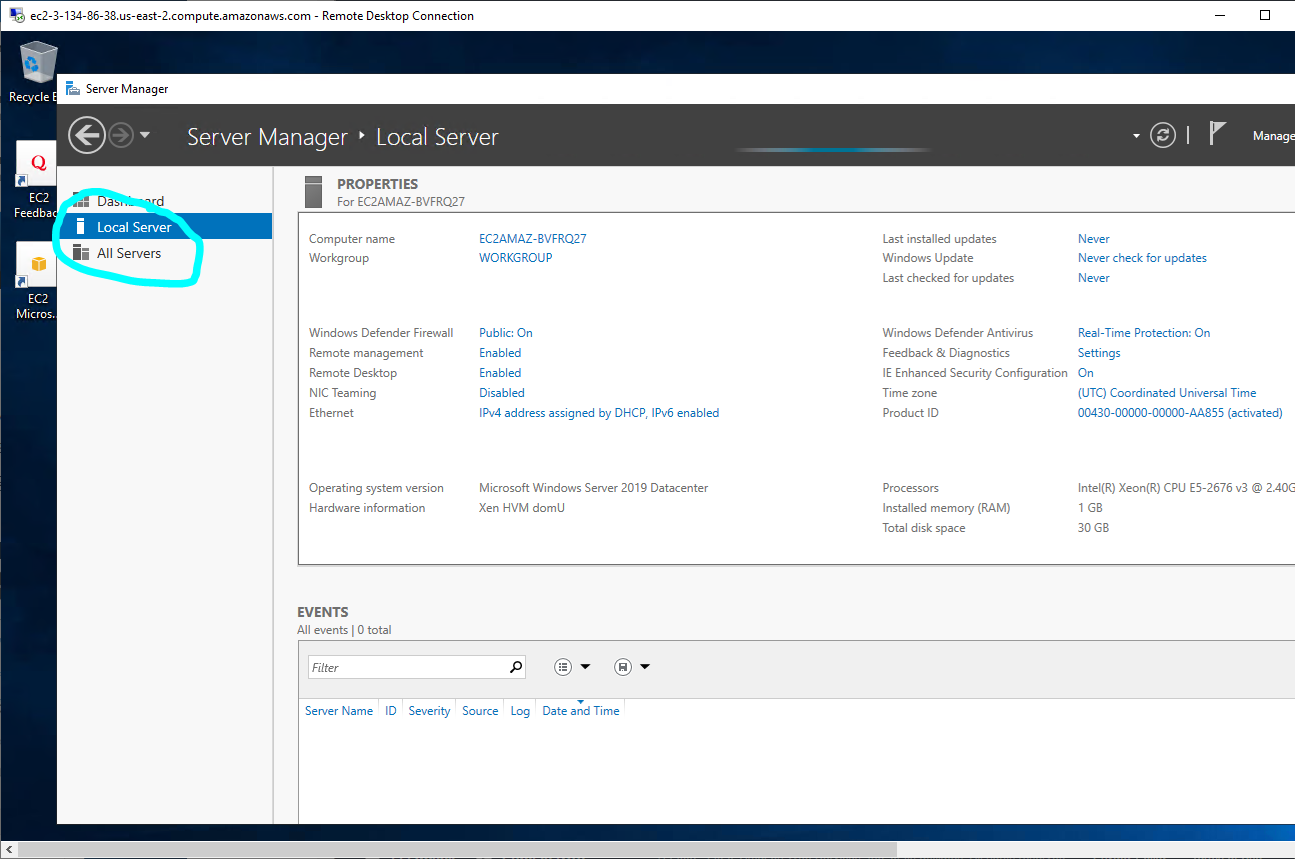 ec2-3-134-86-38.us-east-2.compute.amazonaws.com - Remote Desktop Connection
Recycle B
Server Manager
Server Manager ‣ Local Server
Manage
EC2
Feedbac
EC2
Micros...
Dashboard
Local Server
All Servers
PROPERTIES
For EC2AMAZ-BVFRQ27
Computer name EC2AMAZ-BVFRQ27 Last installed updates Never
Workgroup WORKGROUP Windows Update Never check for updates
Last checked for updates Never
Windows Defender Firewall Public: On Windows Defender Antivirus Real-Time Protection: On
Remote management Enabled Feedback & Diagnostics Settings
Remote Desktop Enabled IE Enhanced Security Configuration On
NIC Teaming Disabled Time zone (UTC) Coordinated Universal Time
Ethernet IPv4 address assigned by DHCP, IPv6 enabled Product ID 00430-00000-00000-AA855 (activated)
Operating system version Microsoft Windows Server 2019 Datacenter Processors Intel(R) Xeon(R) CPU E5-2676 v3 @ 2.40G
Hardware information Xen HVM domU Installed memory (RAM) 1 GB
Total disk space 30 GB
EVENTS
All events | 0 total
Filter
Server Name ID Severity Source Log Date and Time